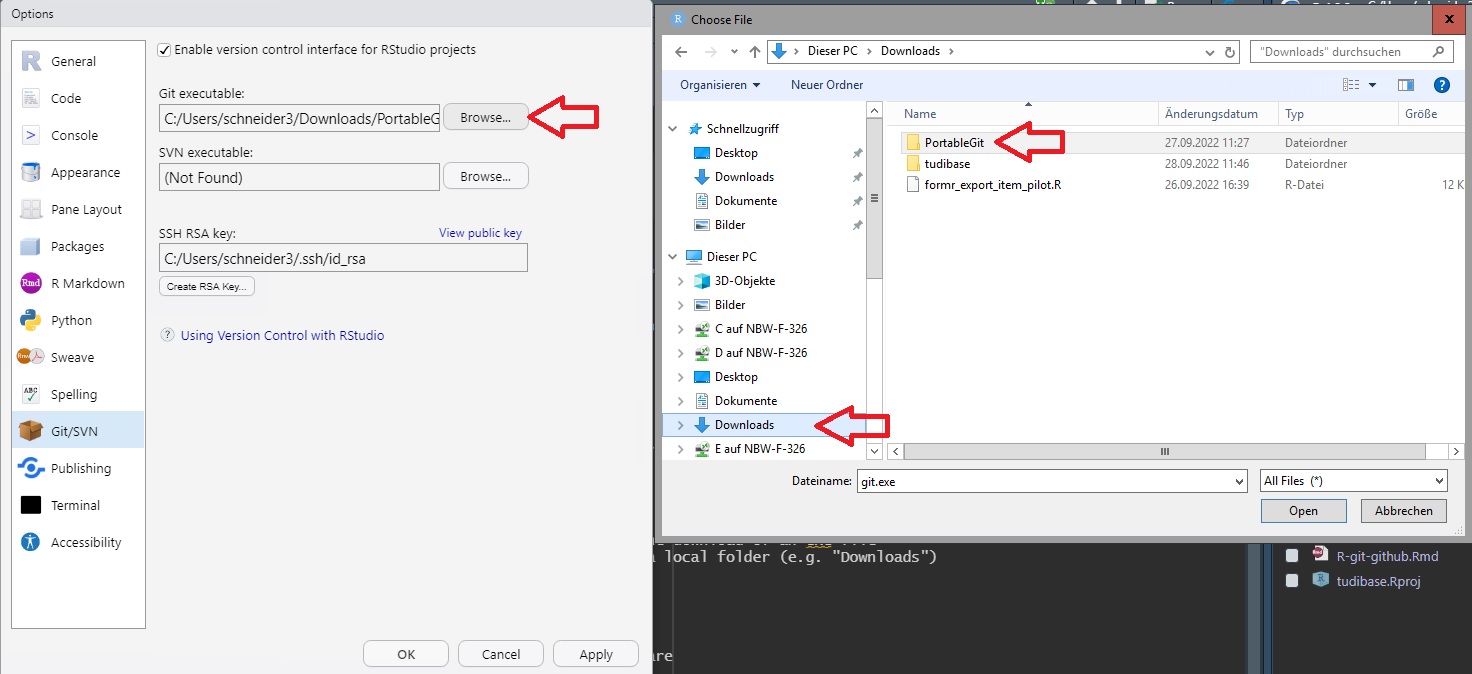 Options
General
Code
Console
Appearance
Pane Layout
Packages
Rmd
R Markdown
Python
Sweave
ABC
Spelling
Git/SVN
Publishing
Terminal
Accessibility
Enable version control interface for RStudio projects
Git executable:
C:/Users/schneider3/Downloads/PortableG
Browse...
SVN executable:
(Not Found)
Browse...
SSH RSA key:
View public key
C:/Users/schneider3/.ssh/id_rsa
Create RSA Key...
? Using Version Control with RStudio
OK
Cancel
Apply
R Choose File
Dieser PC > Downloads >
"Downloads" durchsuchen
Organisieren
Neuer Ordner
Schnellzugriff
Desktop
Downloads
Dokumente
Bilder
Dieser PC
3D-Objekte
Bilder
C auf NBW-F-326
D auf NBW-F-326
Desktop
Dokumente
Downloads
E auf NBW-F-326
Name Änderungsdatum Typ Größe
PortableGit 27.09.2022 11:27 Dateiordner
tudibase 28.09.2022 11:46 Dateiordner
formr_export_item_pilot.R 26.09.2022 16:39 R-Datei 12 K
Dateiname: git.exe
All Files (*)
Open
Abbrechen
local folder (e.g. "Downloads")
are
R-git-github.Rmd
tudibase.Rproj